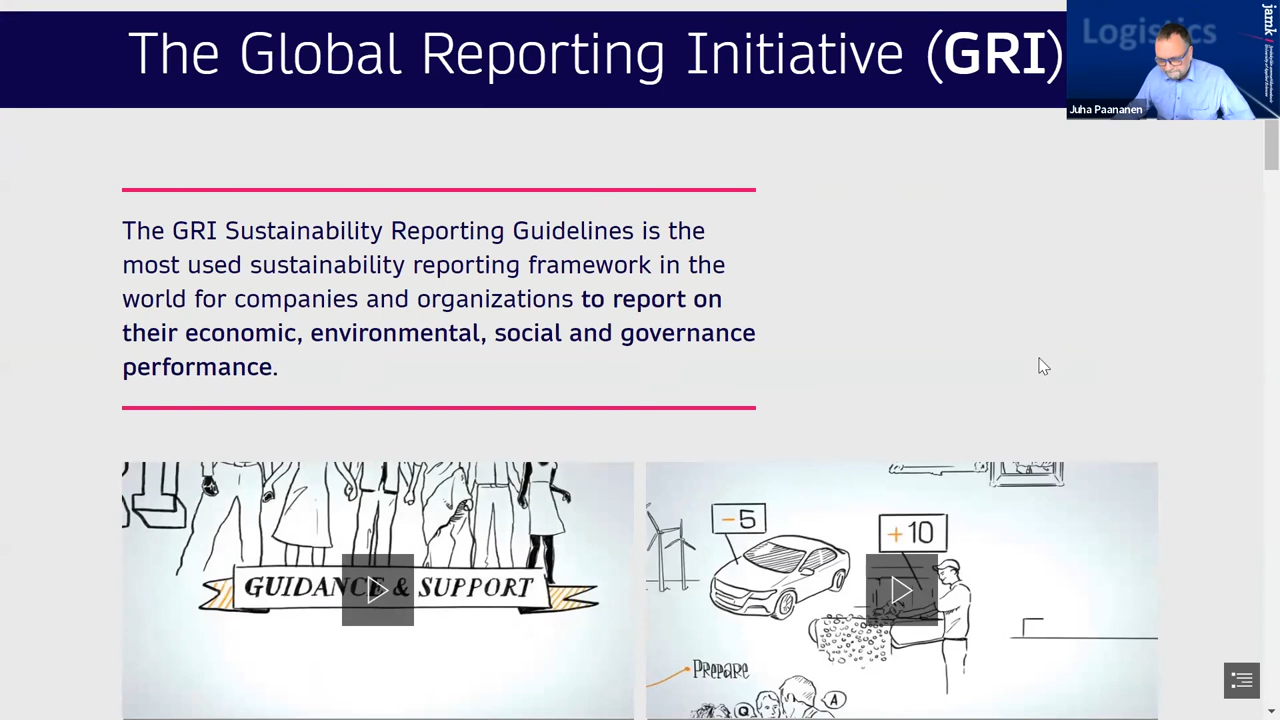 The Global Reporting Initiative (GRI)
Logistics
jamk
Juha Paananen
The GRI Sustainability Reporting Guidelines is the
most used sustainability reporting framework in the
world for companies and organizations to report on
their economic, environmental, social and governance
performance.
GUIDANCE & SUPPORT
-5
+10
PREPARE
Q
A